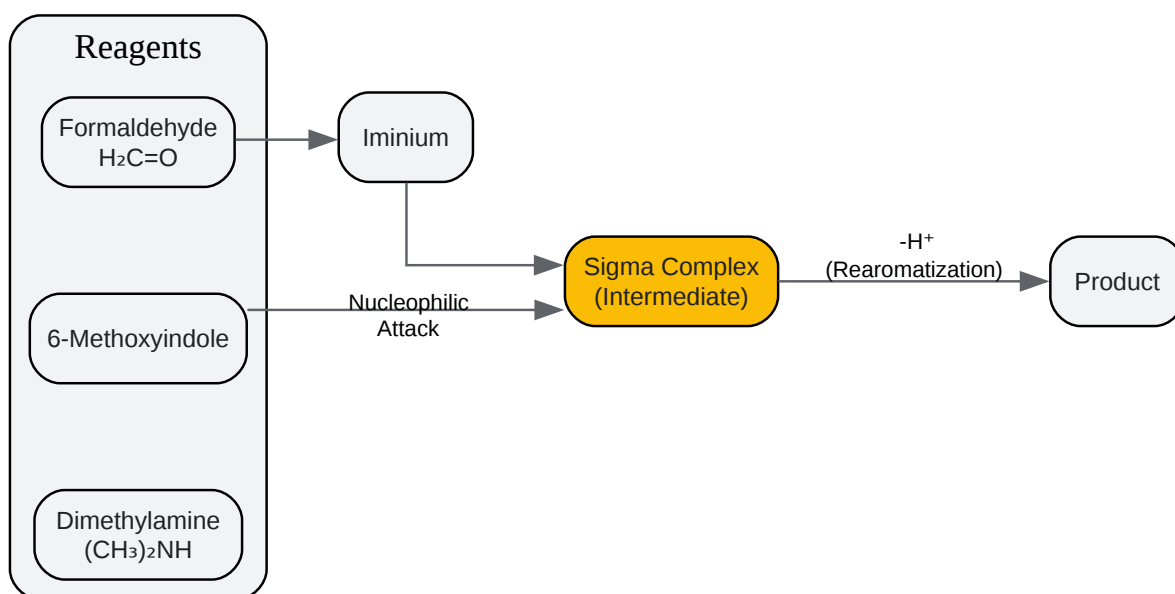 Reagents
Formaldehyde
H₂C=O
Iminium
6-Methoxyindole
Dimethylamine
(CH₃)₂NH
Nucleophilic
Attack
Sigma Complex
(Intermediate)
-H⁺
(Rearomatization)
Product